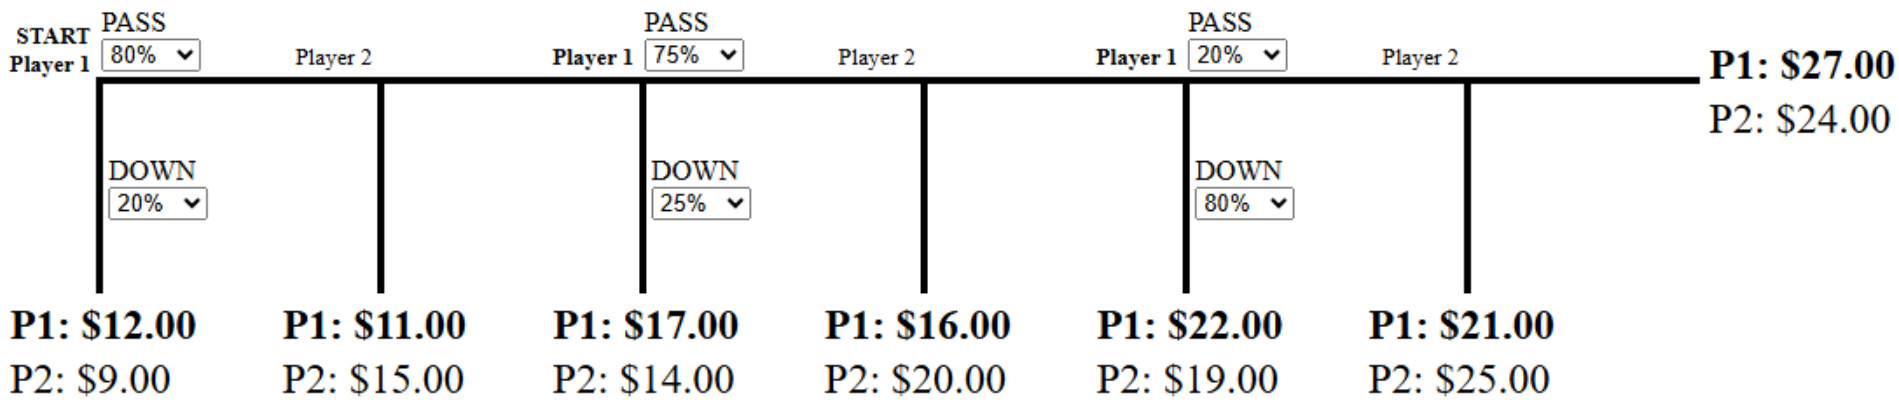 START
Player 1
PASS
80%
Player 2
Player 1
PASS
75%
Player 2
Player 1
PASS
20%
Player 2
P1: $27.00
P2: $24.00
DOWN
20%
DOWN
25%
DOWN
80%
P1: $12.00
P2: $9.00
P1: $11.00
P2: $15.00
P1: $17.00
P2: $14.00
P1: $16.00
P2: $20.00
P1: $22.00
P2: $19.00
P1: $21.00
P2: $25.00